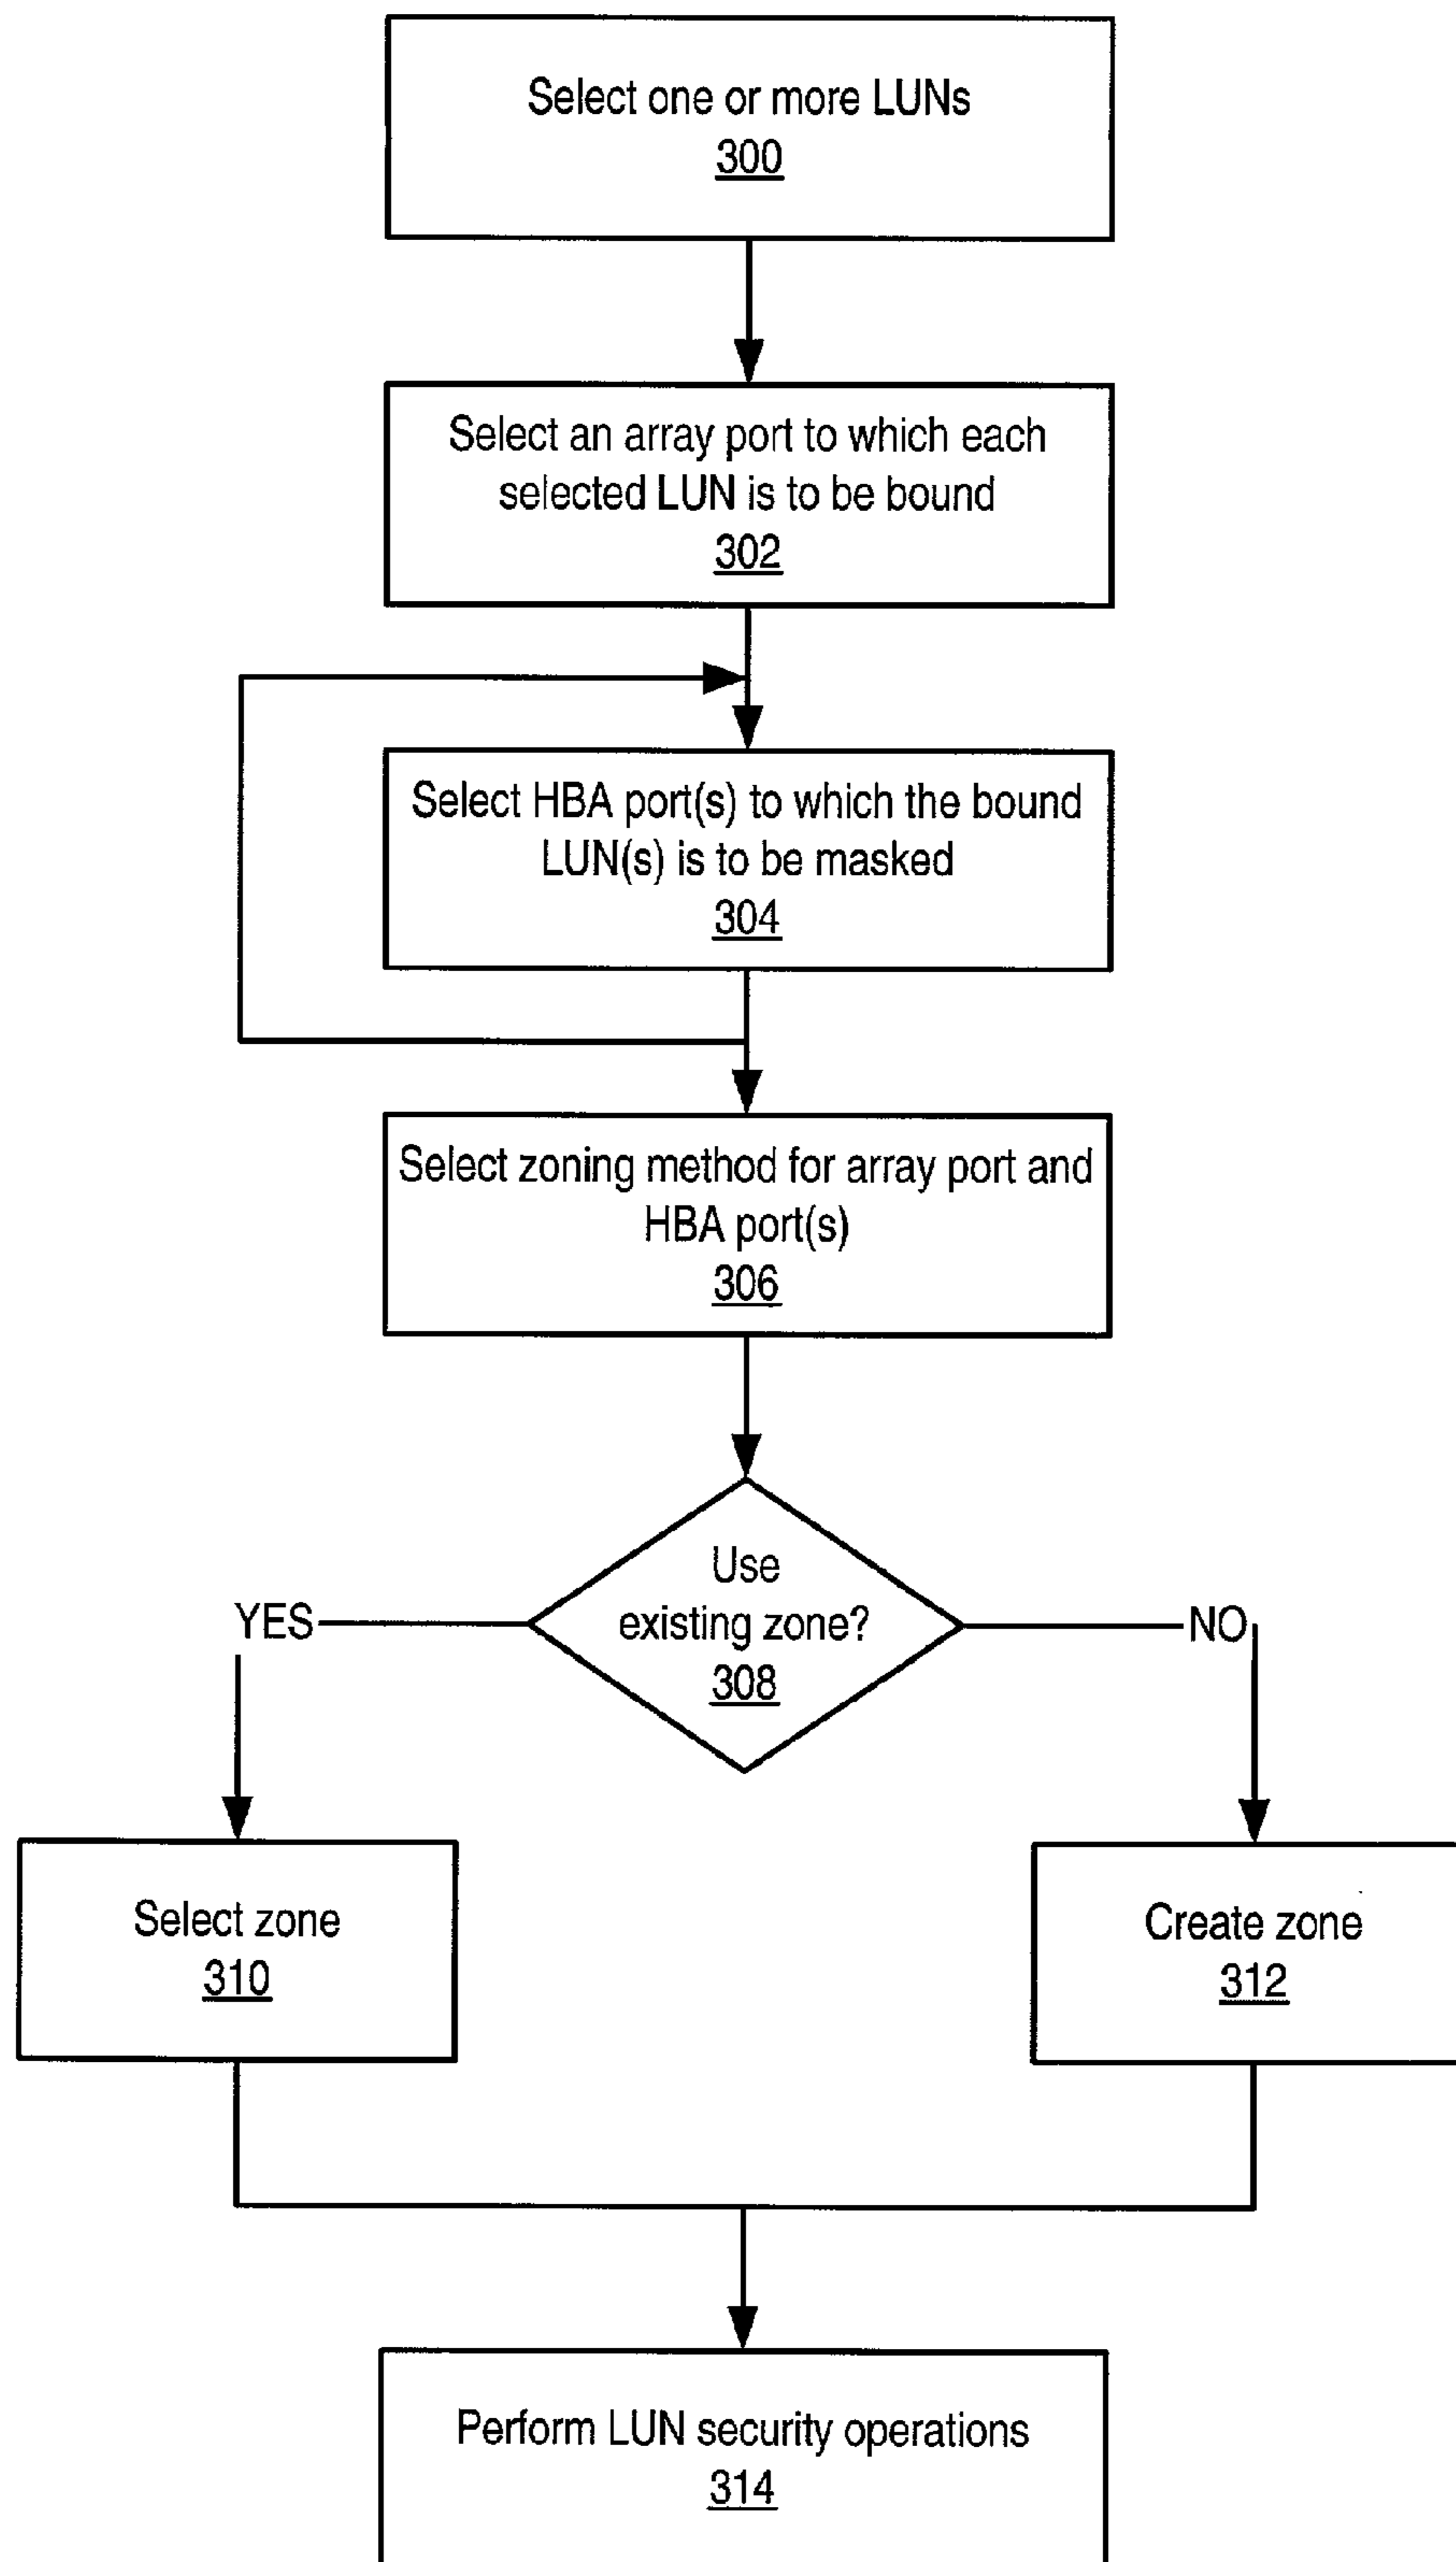 Select one or more LUNs
300
Select an array port to which each
selected LUN is to be bound
302
Select HBA port(s) to which the bound
LUN(s) is to be masked
304
Select zoning method for array port and
HBA port(s)
306
Use
existing zone?
308
YES
NO
Select zone
310
Create zone
312
Perform LUN security operations
314